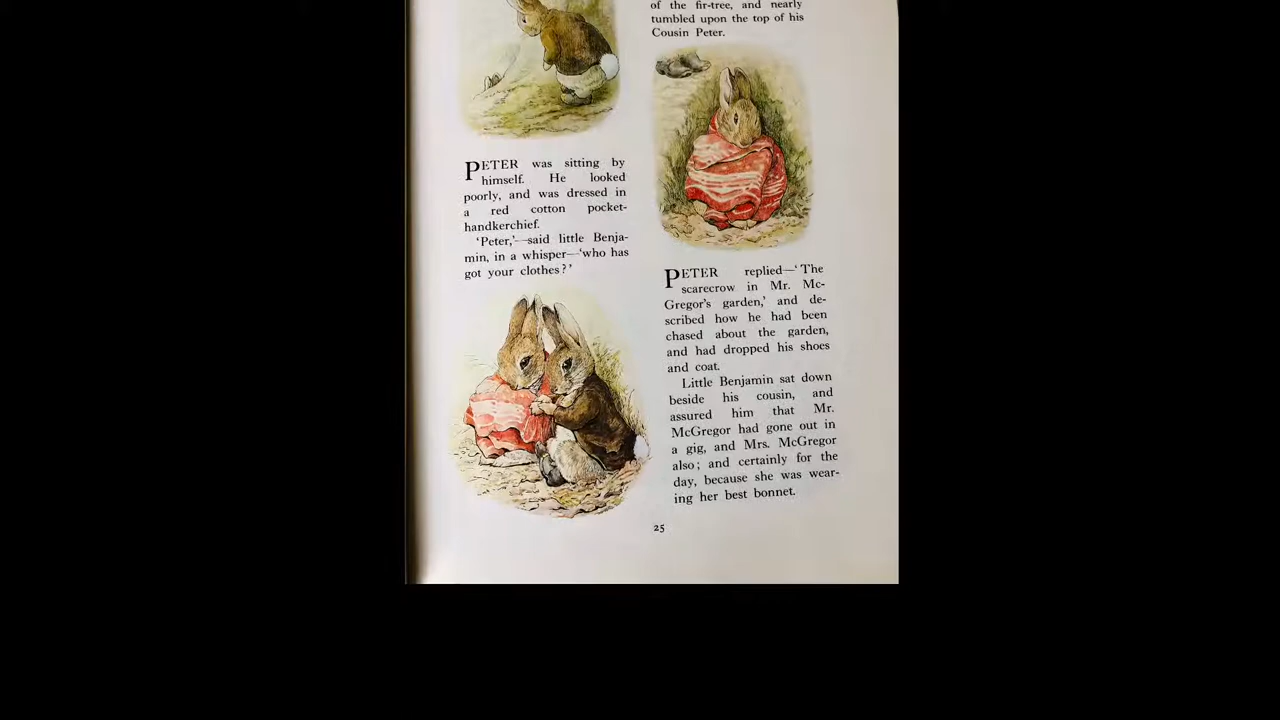 PETER was sitting by
himself. He looked
poorly, and was dressed in
a red cotton pocket-
handkerchief.
'Peter,'—said little Benja-
min, in a whisper—'who has
got your clothes?'
of the fir-tree, and nearly
tumbled upon the top of his
Cousin Peter.
PETER replied—'The
scarecrow in Mr. Mc-
Gregor's garden,' and de-
scribed how he had been
chased about the garden,
and had dropped his shoes
and coat.
Little Benjamin sat down
beside his cousin, and
assured him that Mr.
McGregor had gone out in
a gig, and Mrs. McGregor
also; and certainly for the
day, because she was wear-
ing her best bonnet.
25